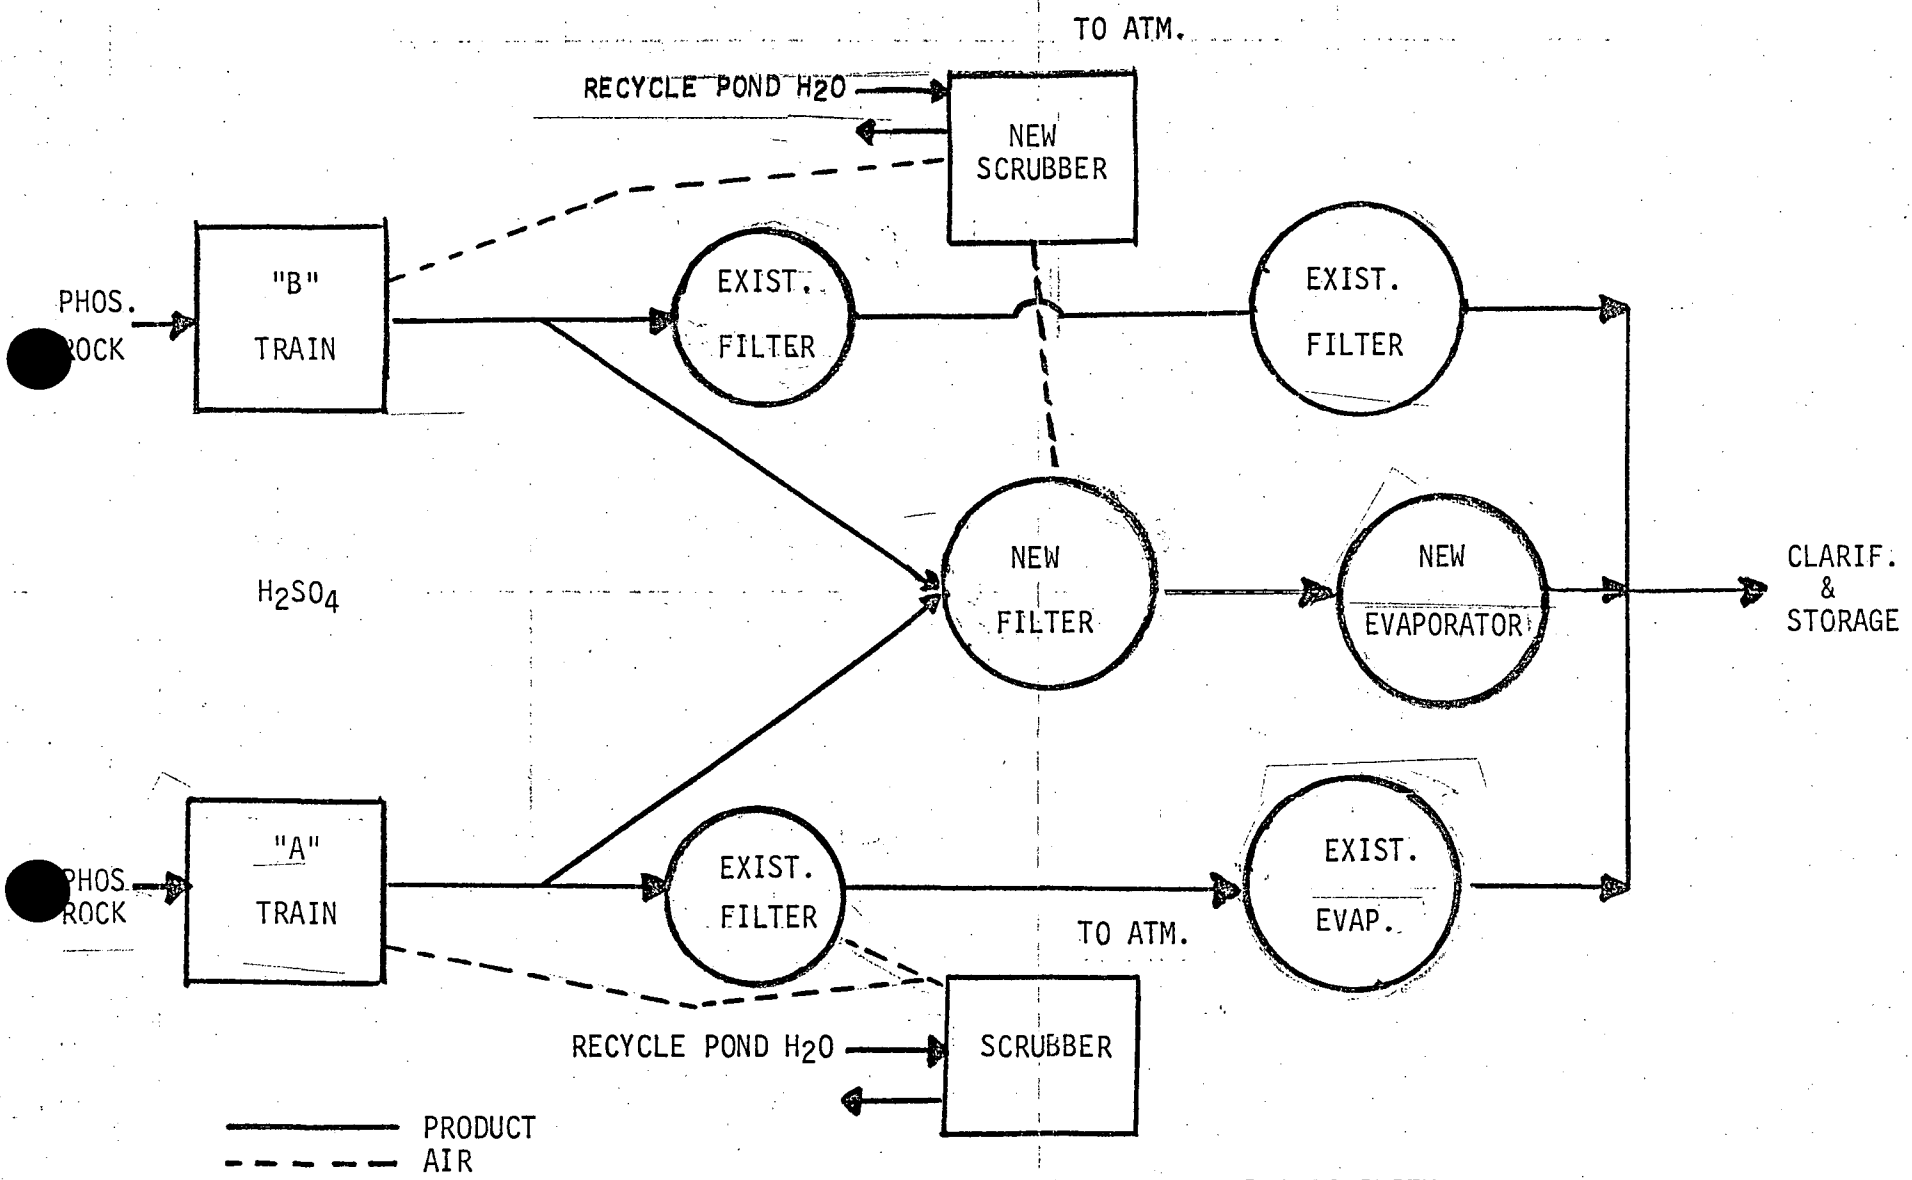 TO ATM.
RECYCLE POND H2O
NEW
SCRUBBER
"B"
TRAIN
PHOS.
ROCK
EXIST.
FILTER
EXIST.
FILTER
H2SO4
NEW
FILTER
NEW
EVAPORATOR
CLARIF.
&
STORAGE
"A"
TRAIN
PHOS
ROCK
EXIST.
FILTER
EXIST.
EVAP.
TO ATM.
RECYCLE POND H2O
SCRUBBER
PRODUCT
AIR